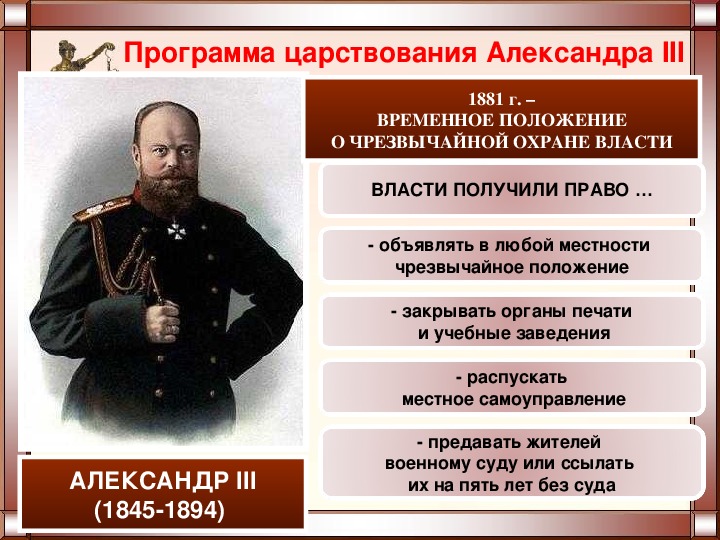 Программа царствования Александра III
1881 г. –
ВРЕМЕННОЕ ПОЛОЖЕНИЕ
О ЧРЕЗВЫЧАЙНОЙ ОХРАНЕ ВЛАСТИ
ВЛАСТИ ПОЛУЧИЛИ ПРАВО …
- объявлять в любой местности
чрезвычайное положение
- закрывать органы печати
и учебные заведения
- распускать
местное самоуправление
- предавать жителей
военному суду или ссылать
их на пять лет без суда
АЛЕКСАНДР III
(1845-1894)